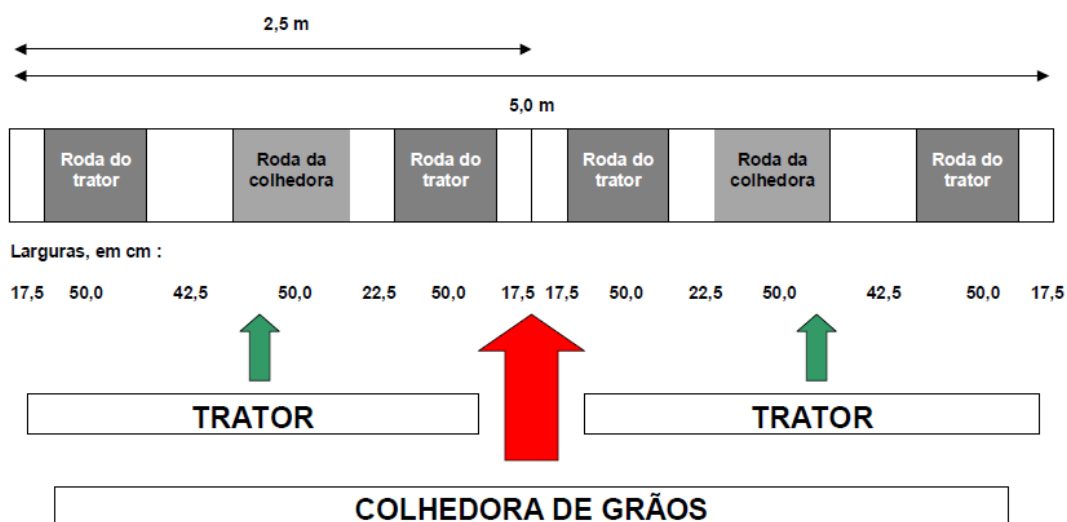 2,5 m
5,0 m
Roda do
trator
Roda da
colhedora
Roda do
trator
Roda do
trator
Roda da
colhedora
Roda do
trator
Larguras, em cm :
17,5 50,0 42,5 50,0 22,5 50,0 17,5 17,5 50,0 22,5 50,0 42,5 50,0 17,5
TRATOR
TRATOR
COLHEDORA DE GRÃOS